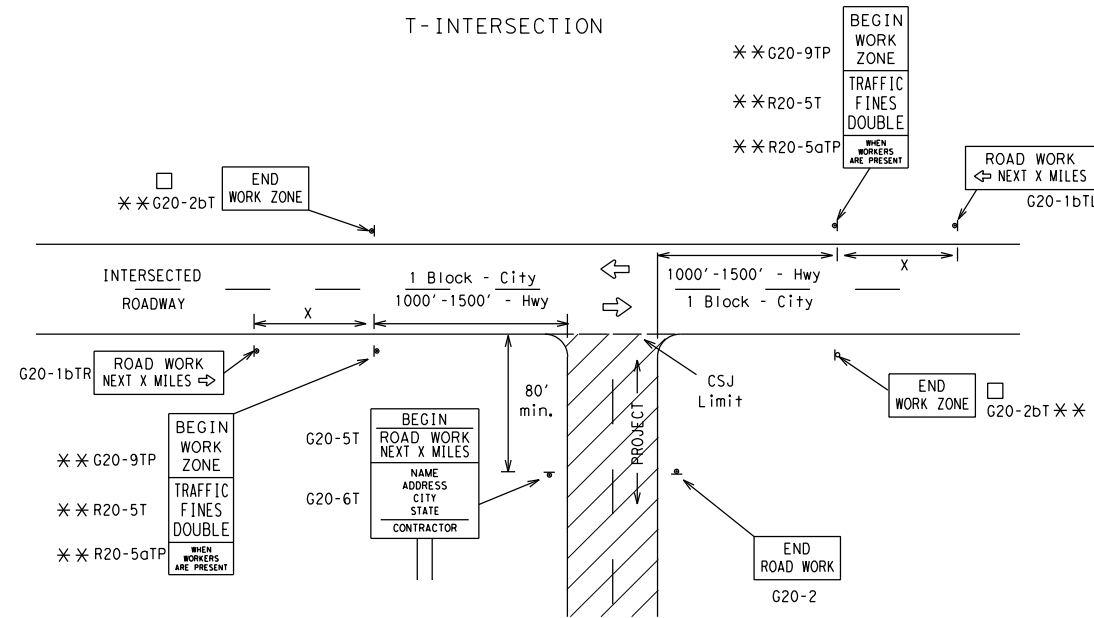 T-INTERSECTION
BEGIN
WORK
ZONE
TRAFFIC
FINES
DOUBLE
WHEN
WORKERS
ARE PRESENT
**G20-9TP
**R20-5T
**R20-5aTP
ROAD WORK
⇦ NEXT X MILES
G20-1bTL
END
WORK ZONE
□
**G20-2bT
INTERSECTED
ROADWAY
X
1 Block - City
1000'-1500' - Hwy
⇦
⇨
1000'-1500' - Hwy
1 Block - City
X
G20-1bTR
ROAD WORK
NEXT X MILES ⇨
80'
min.
CSJ
Limit
PROJECT
END
WORK ZONE
□
G20-2bT **
BEGIN
WORK
ZONE
TRAFFIC
FINES
DOUBLE
WHEN
WORKERS
ARE PRESENT
** G20-9TP
** R20-5T
** R20-5aTP
G20-5T
BEGIN
ROAD WORK
NEXT X MILES
G20-6T
NAME
ADDRESS
CITY
STATE
CONTRACTOR
END
ROAD WORK
G20-2